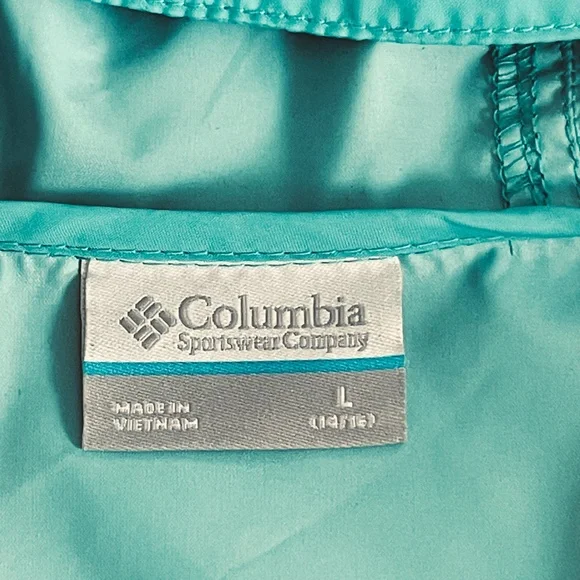 Columbia
Sportswear Company
MADE IN
VIETNAM
L
(14/16)